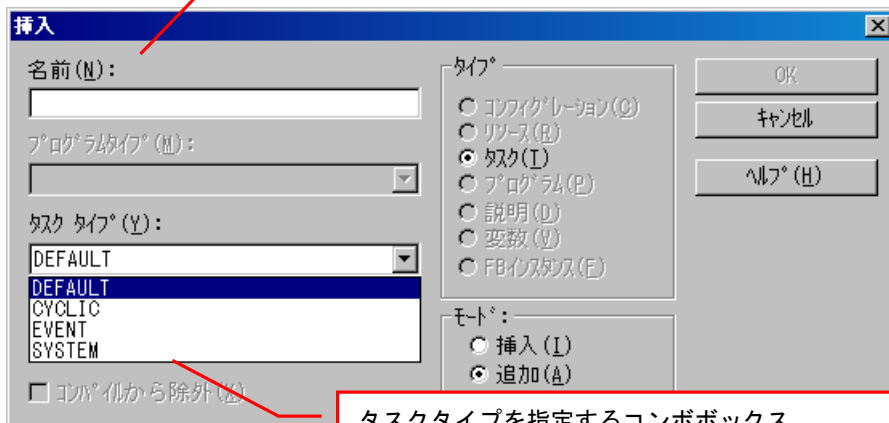 挿入
名前(N):
プログラムタイプ(M):
タスク タイプ(Y):
DEFAULT
DEFAULT
CYCLIC
EVENT
SYSTEM
コンパイルから除外(X)
タイプ
コンフィグレーション(C)
リソース(R)
タスク(T)
プログラム(P)
説明(D)
変数(V)
FBインスタンス(F)
モード:
挿入(I)
追加(A)
OK
キャンセル
ヘルプ(H)
タスクタイプを指定するコンボボックス